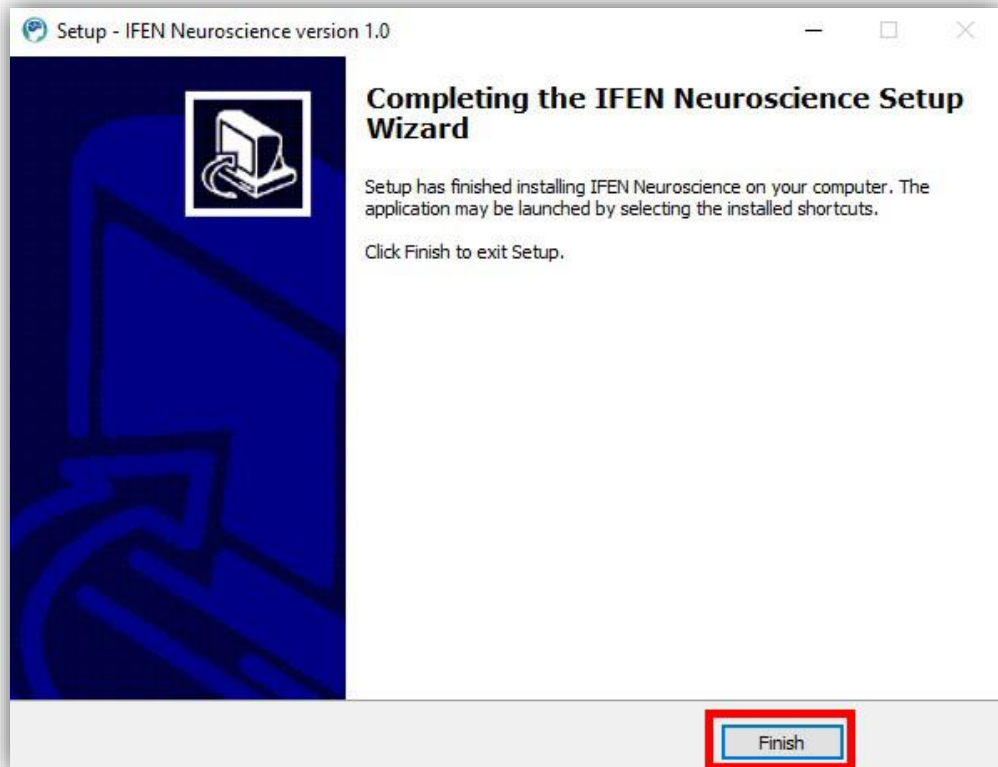 Setup - IFEN Neuroscience version 1.0
Completing the IFEN Neuroscience Setup
Wizard
Setup has finished installing IFEN Neuroscience on your computer. The
application may be launched by selecting the installed shortcuts.
Click Finish to exit Setup.
Finish